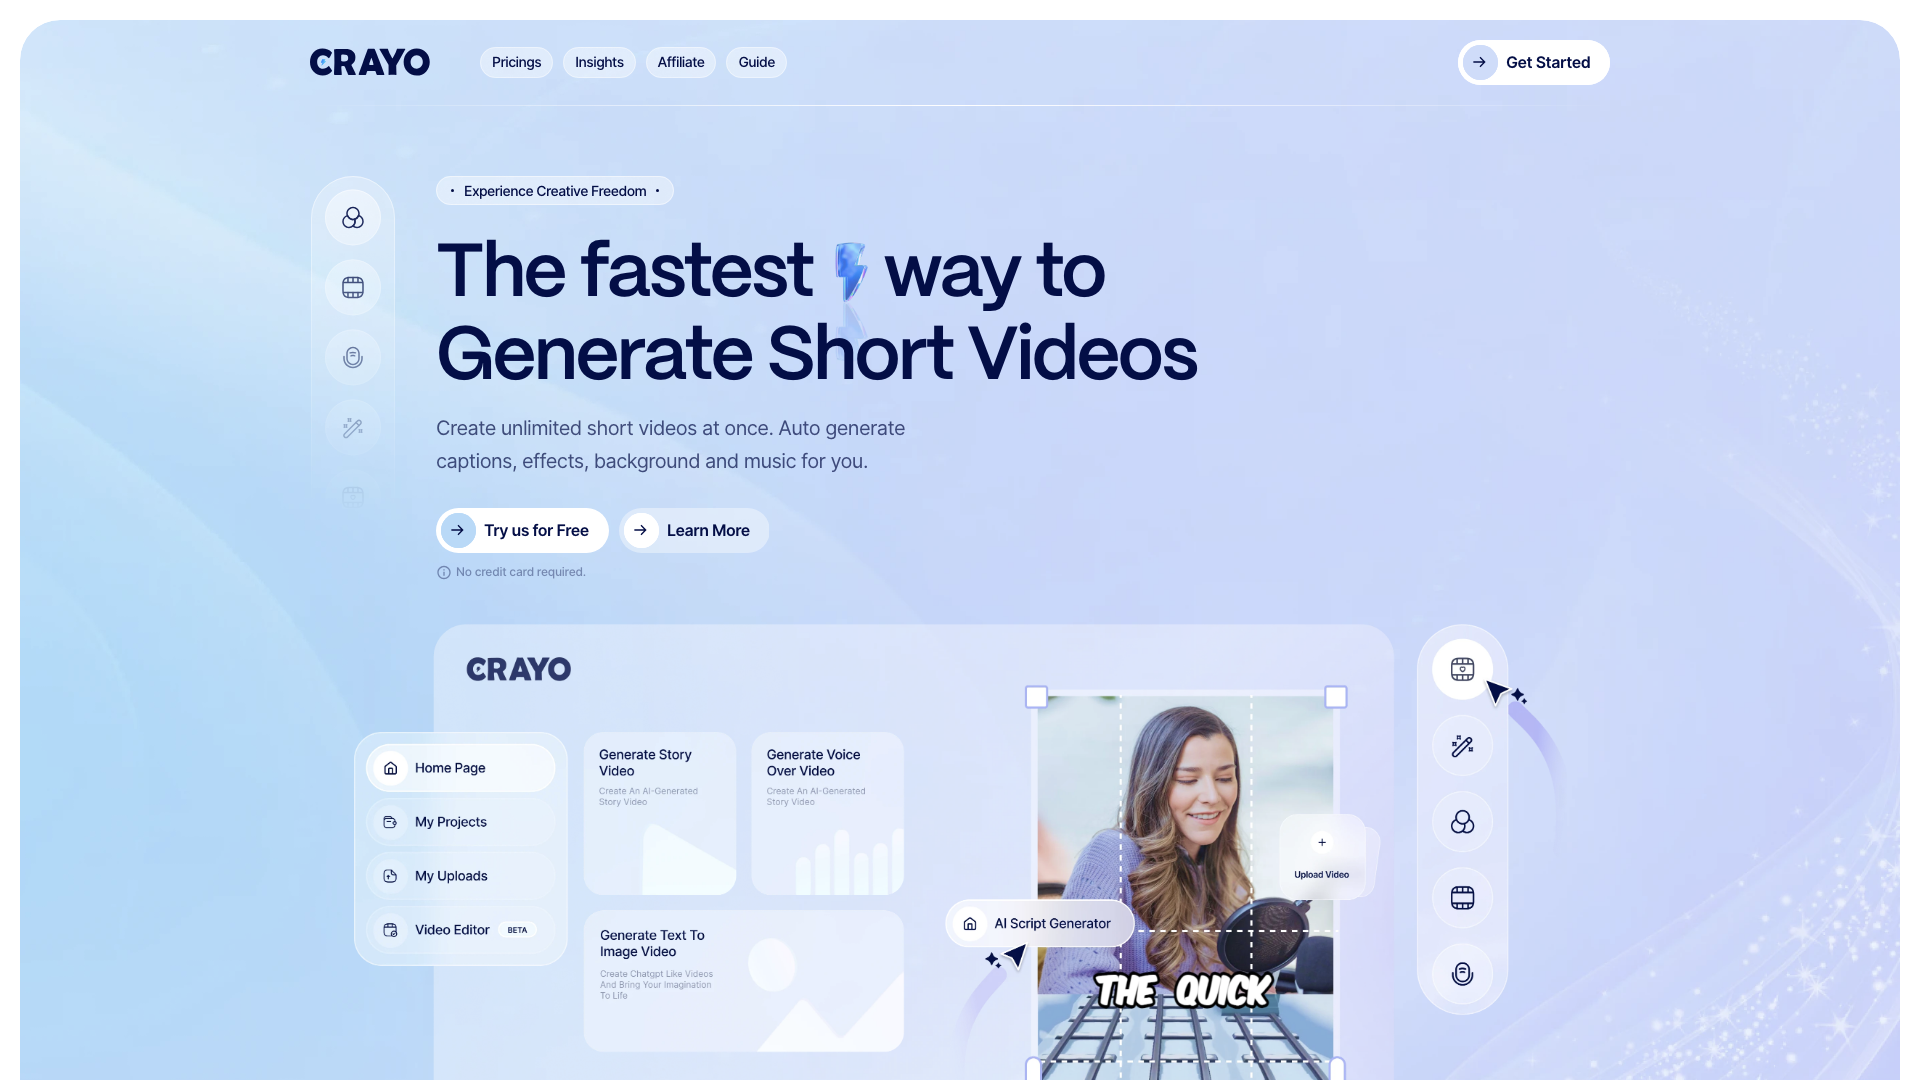 CRAYO
Pricings
Insights
Affiliate
Guide
Get Started
• Experience Creative Freedom •
The fastest way to
Generate Short Videos
Create unlimited short videos at once. Auto generate
captions, effects, background and music for you.
Try us for Free
Learn More
No credit card required.
CRAYO
Home Page
My Projects
My Uploads
Video Editor BETA
Generate Story
Video
Create An AI-Generated
Story Video
Generate Voice
Over Video
Create An AI-Generated
Story Video
Generate Text To
Image Video
Create Chatgpt Like Videos
And Bring Your Imagination
To Life
Upload Video
AI Script Generator
THE QUICK